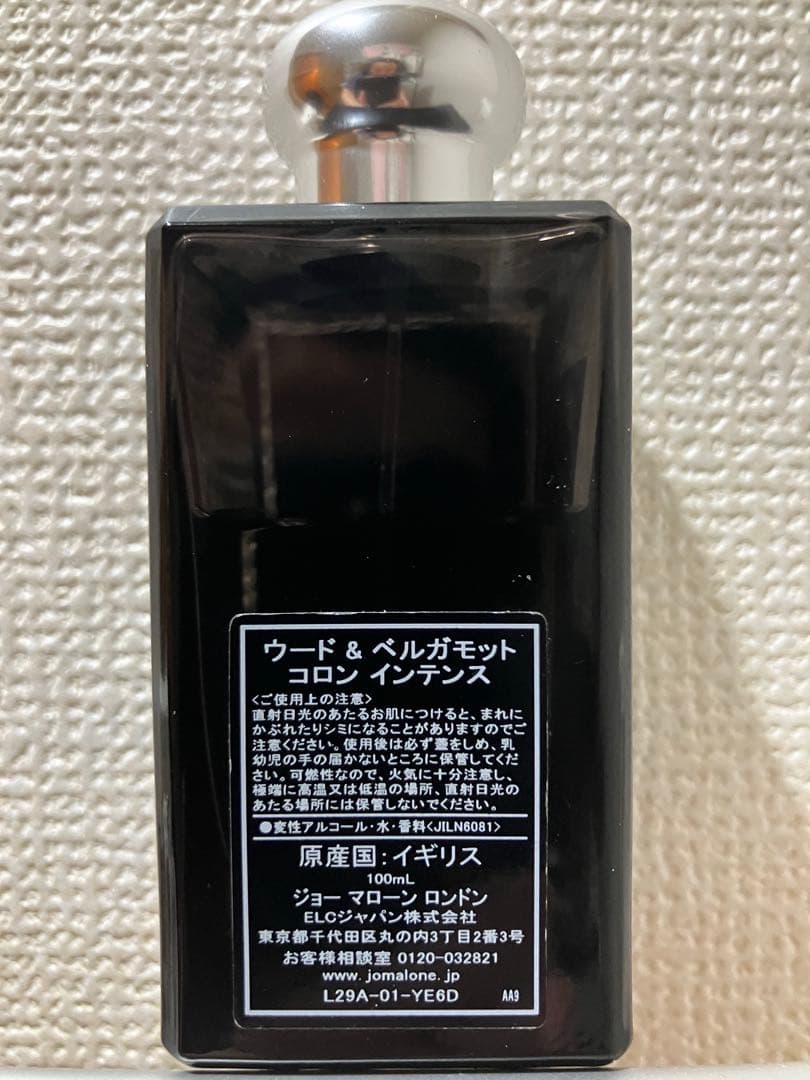 ウード & ベルガモット
コロン インテンス
<ご使用上の注意>
直射日光のあたるお肌につけると、まれに
かぶれたりシミになることがありますのでご
注意ください。使用後は必ず蓋をしめ、乳
幼児の手の届かないところに保管してくだ
さい。可燃性なので、火気に十分注意し、
極端に高温又は低温の場所、直射日光の
あたる場所には保管しないでください。
●変性アルコール・水・香料<JILN6081>
原産国：イギリス
100mL
ジョー マローン ロンドン
ELCジャパン株式会社
東京都千代田区丸の内3丁目2番3号
お客様相談室 0120-032821
www.jomalone.jp
L29A-01-YE6D AA9